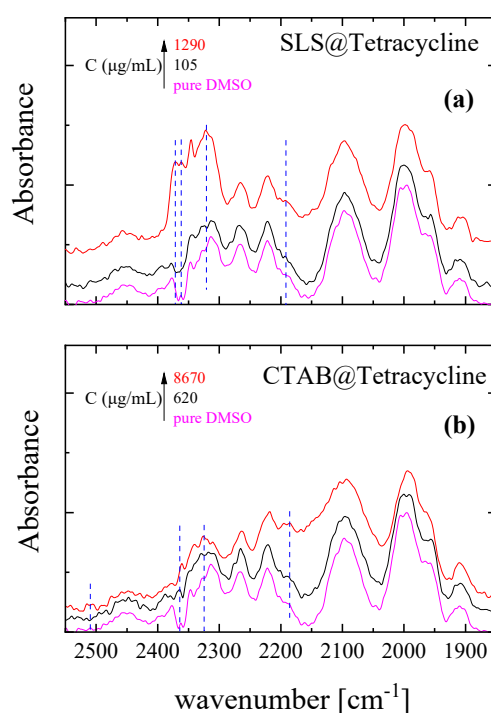 SLS@Tetracycline
1290
C (μg/mL) 105
pure DMSO
(a)
Absorbance
CTAB@Tetracycline
8670
C (μg/mL) 620
pure DMSO
(b)
Absorbance
2500 2400 2300 2200 2100 2000 1900
wavenumber [cm⁻¹]